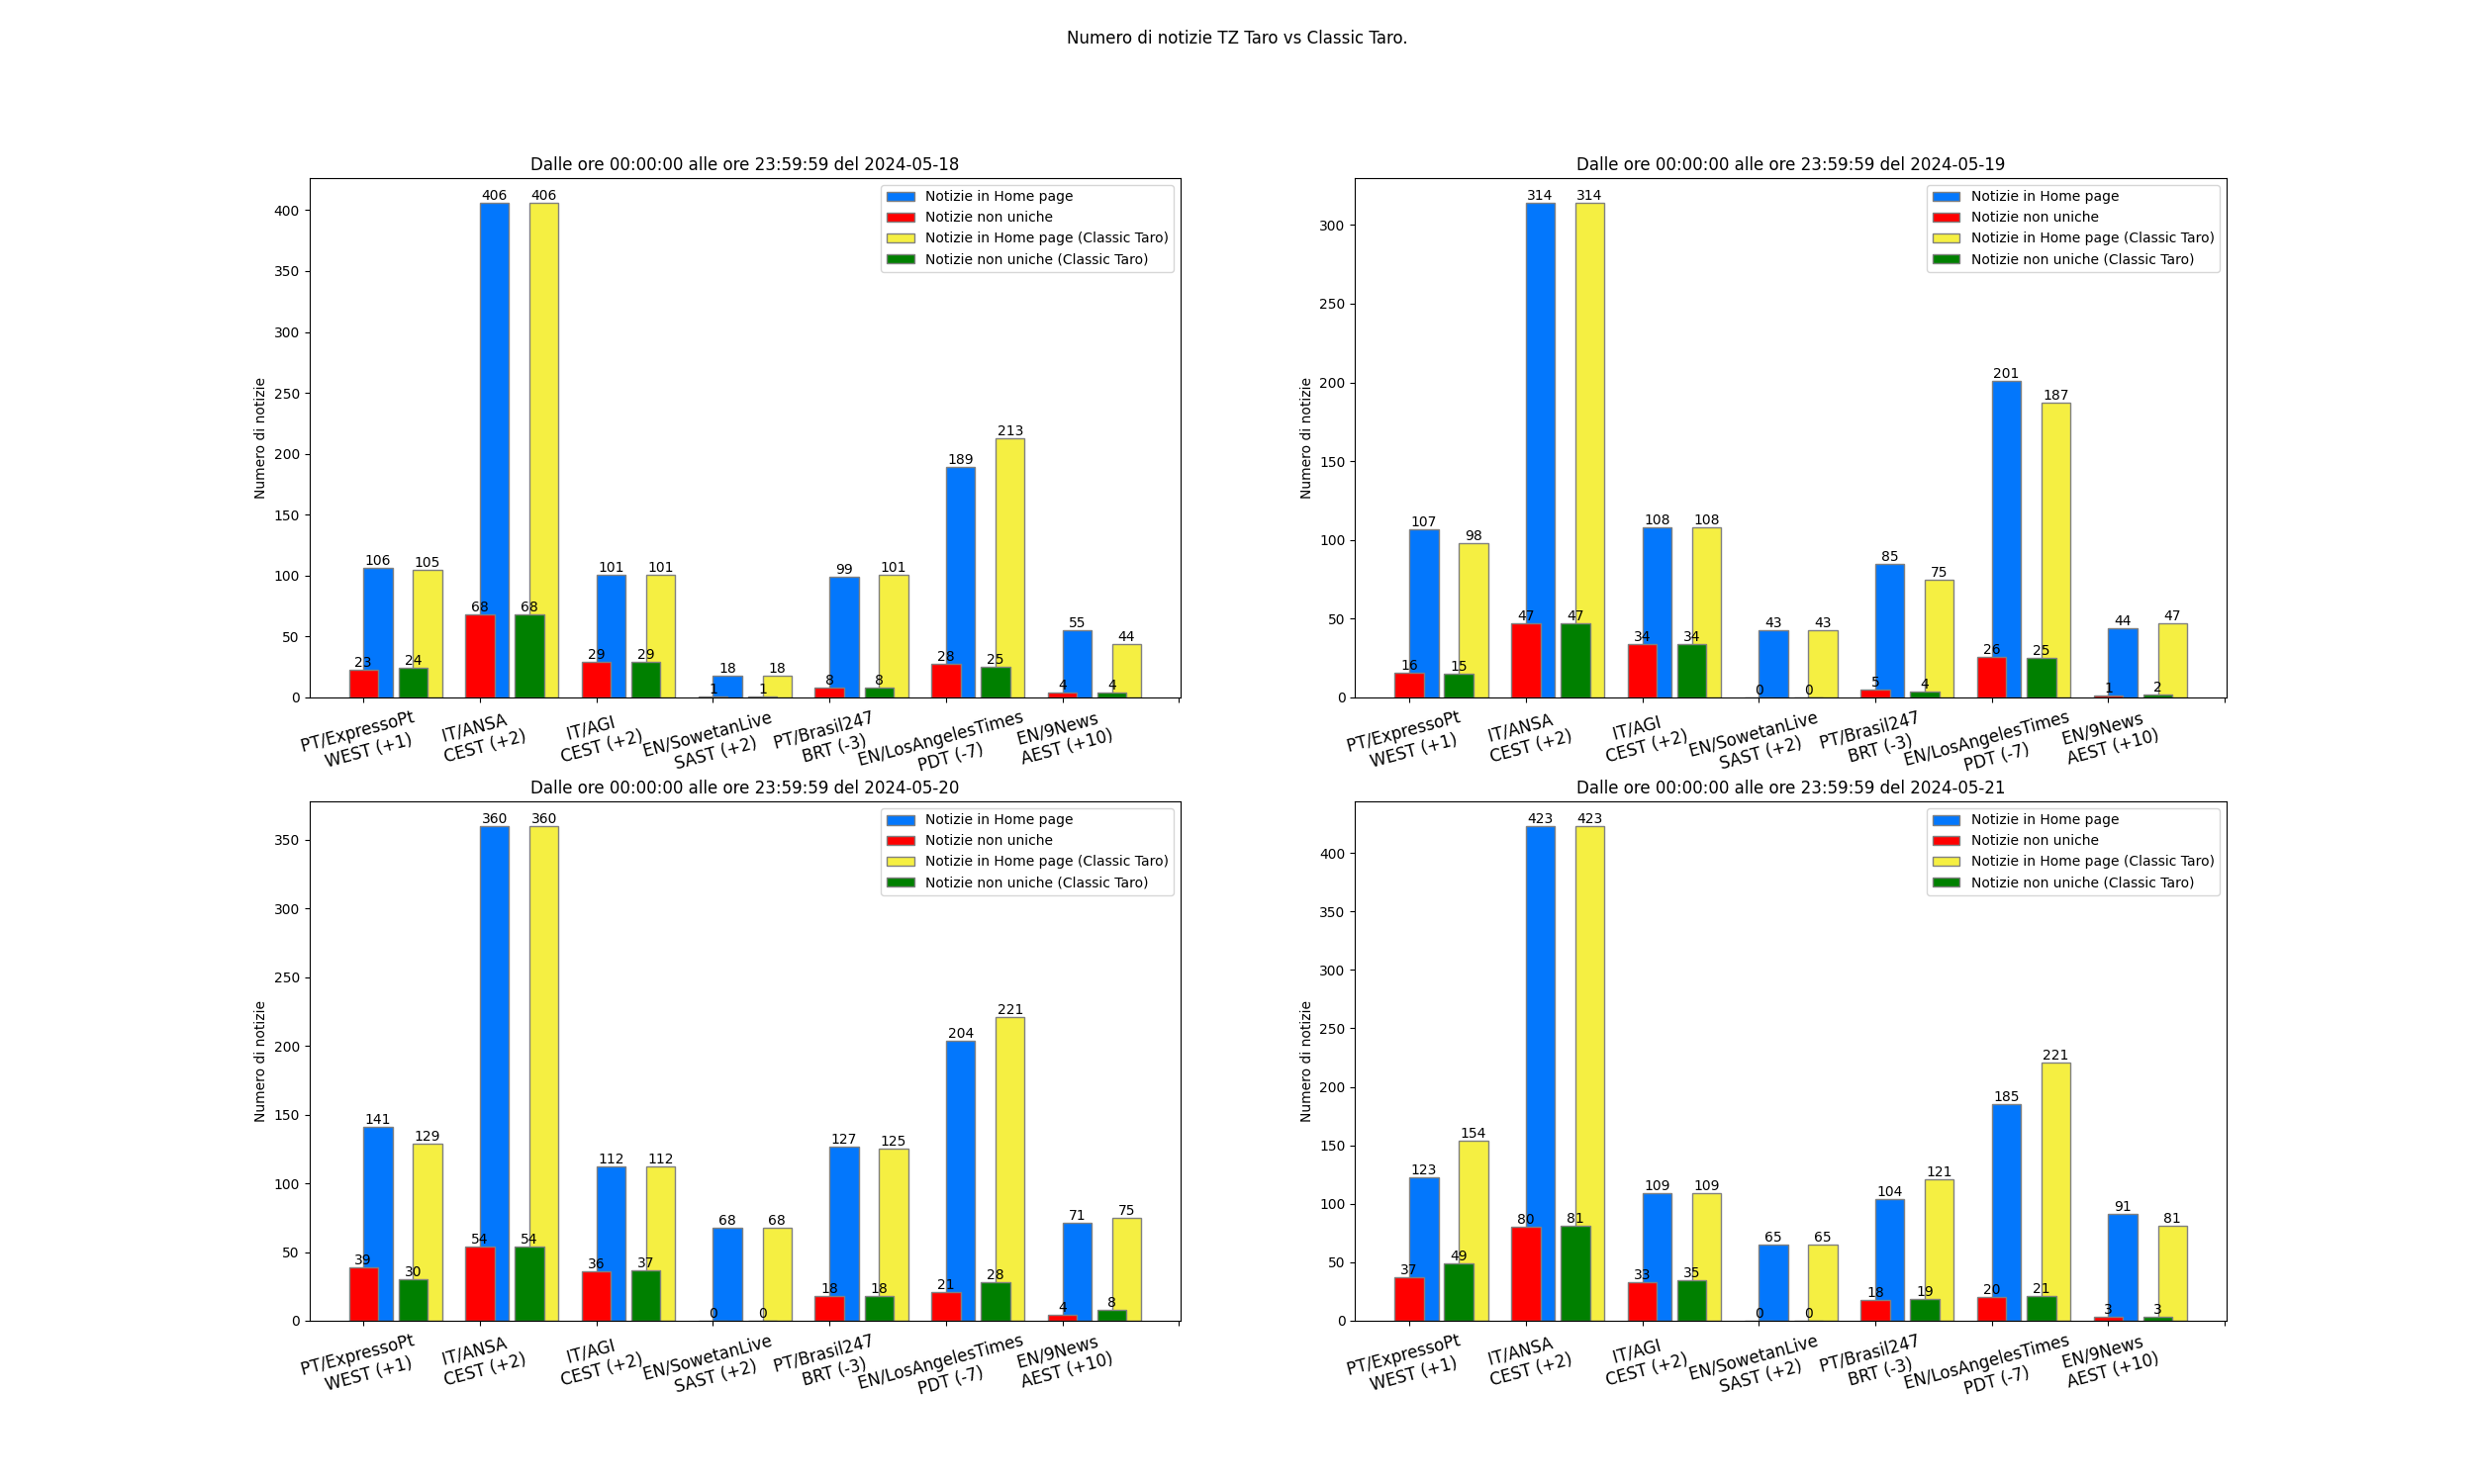 Numero di notizie TZ Taro vs Classic Taro.
Dalle ore 00:00:00 alle ore 23:59:59 del 2024-05-18
Numero di notizie
400
350
300
250
200
150
100
50
0
Notizie in Home page
Notizie non uniche
Notizie in Home page (Classic Taro)
Notizie non uniche (Classic Taro)
106 105 23 24
406 406 68 68
101 101 29 29
18 18 1 1
99 101 8 8
189 213 28 25
55 44 4 4
PT/ExpressoPt
WEST (+1)
IT/ANSA
CEST (+2)
IT/AGI
CEST (+2)
EN/SowetanLive
SAST (+2)
PT/Brasil247
BRT (-3)
EN/LosAngelesTimes
PDT (-7)
EN/9News
AEST (+10)
Dalle ore 00:00:00 alle ore 23:59:59 del 2024-05-19
Numero di notizie
300
250
200
150
100
50
0
Notizie in Home page
Notizie non uniche
Notizie in Home page (Classic Taro)
Notizie non uniche (Classic Taro)
107 98 16 15
314 314 47 47
108 108 34 34
43 43 0 0
85 75 5 4
201 187 26 25
44 47 1 2
PT/ExpressoPt
WEST (+1)
IT/ANSA
CEST (+2)
IT/AGI
CEST (+2)
EN/SowetanLive
SAST (+2)
PT/Brasil247
BRT (-3)
EN/LosAngelesTimes
PDT (-7)
EN/9News
AEST (+10)
Dalle ore 00:00:00 alle ore 23:59:59 del 2024-05-20
Numero di notizie
350
300
250
200
150
100
50
0
Notizie in Home page
Notizie non uniche
Notizie in Home page (Classic Taro)
Notizie non uniche (Classic Taro)
141 129 39 30
360 360 54 54
112 112 36 37
68 68 0 0
127 125 18 18
204 221 21 28
71 75 4 8
PT/ExpressoPt
WEST (+1)
IT/ANSA
CEST (+2)
IT/AGI
CEST (+2)
EN/SowetanLive
SAST (+2)
PT/Brasil247
BRT (-3)
EN/LosAngelesTimes
PDT (-7)
EN/9News
AEST (+10)
Dalle ore 00:00:00 alle ore 23:59:59 del 2024-05-21
Numero di notizie
400
350
300
250
200
150
100
50
0
Notizie in Home page
Notizie non uniche
Notizie in Home page (Classic Taro)
Notizie non uniche (Classic Taro)
123 154 37 49
423 423 80 81
109 109 33 35
65 65 0 0
104 121 18 19
185 221 20 21
91 81 3 3
PT/ExpressoPt
WEST (+1)
IT/ANSA
CEST (+2)
IT/AGI
CEST (+2)
EN/SowetanLive
SAST (+2)
PT/Brasil247
BRT (-3)
EN/LosAngelesTimes
PDT (-7)
EN/9News
AEST (+10)